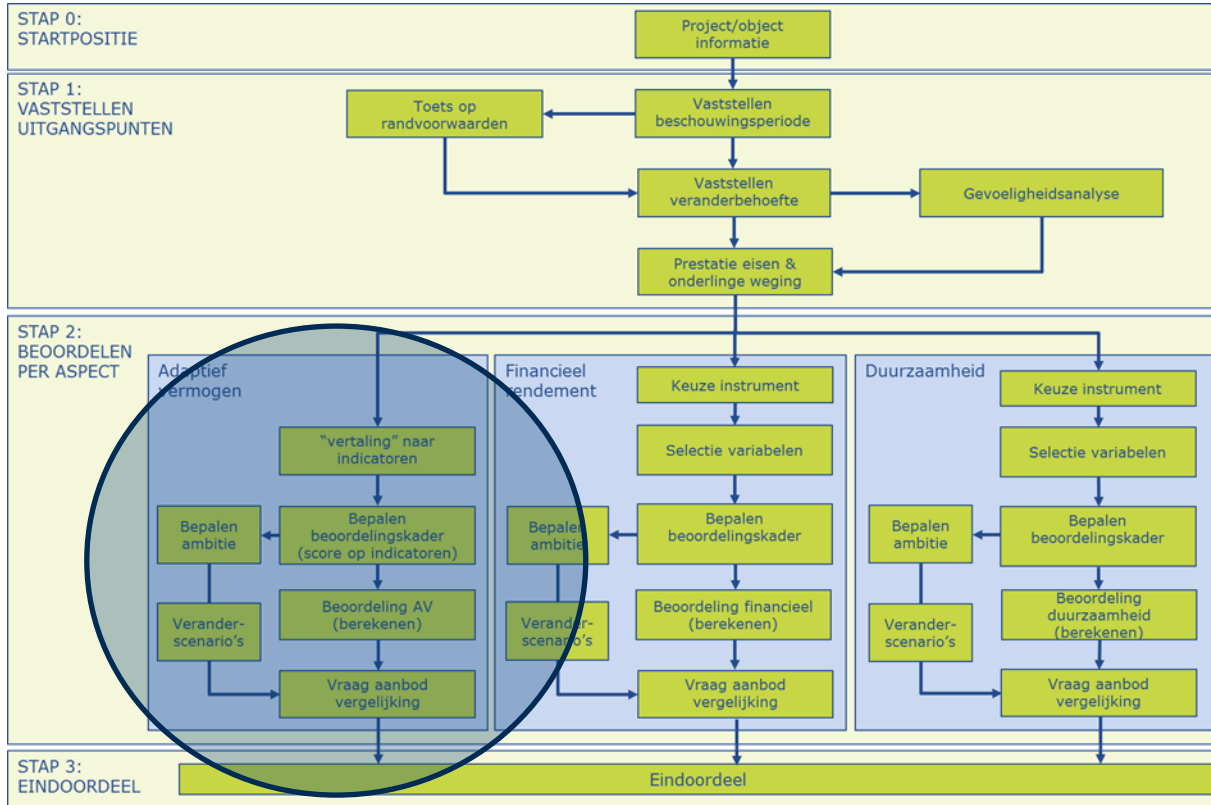 STAP 0:
STARTPOSITIE
Project/object
informatie
STAP 1:
VASTSTELLEN
UITGANGSPUNTEN
Toets op
randvoorwaarden
Vaststellen
beschouwingsperiode
Vaststellen
veranderbehoefte
Gevoeligheidsanalyse
Prestatie eisen &
onderlinge weging
STAP 2:
BEOORDELEN
PER ASPECT
Adaptief
vermogen
"vertaling" naar
indicatoren
Bepalen
ambitie
Bepalen
beoordelingskader
(score op indicatoren)
Verander-
scenario's
Beoordeling AV
(berekenen)
Vraag aanbod
vergelijking
Financieel
rendement
Keuze instrument
Selectie variabelen
Bepalen
ambitie
Bepalen
beoordelingskader
Verander-
scenario's
Beoordeling financieel
(berekenen)
Vraag aanbod
vergelijking
Duurzaamheid
Keuze instrument
Selectie variabelen
Bepalen
ambitie
Bepalen
beoordelingskader
Verander-
scenario's
Beoordeling
duurzaamheid
(berekenen)
Vraag aanbod
vergelijking
STAP 3:
EINDOORDEEL
Eindoordeel